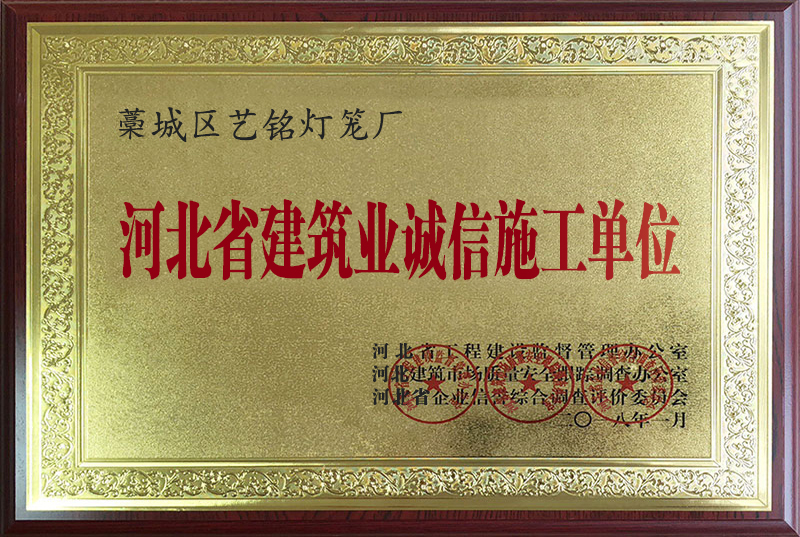 藁城区艺铭灯笼厂
河北省建筑业诚信施工单位
河北省工程建设监督管理办公室
河北建筑市场质量安全跟踪调查办公室
河北省企业信誉综合调查评价委员会
二〇一八年一月